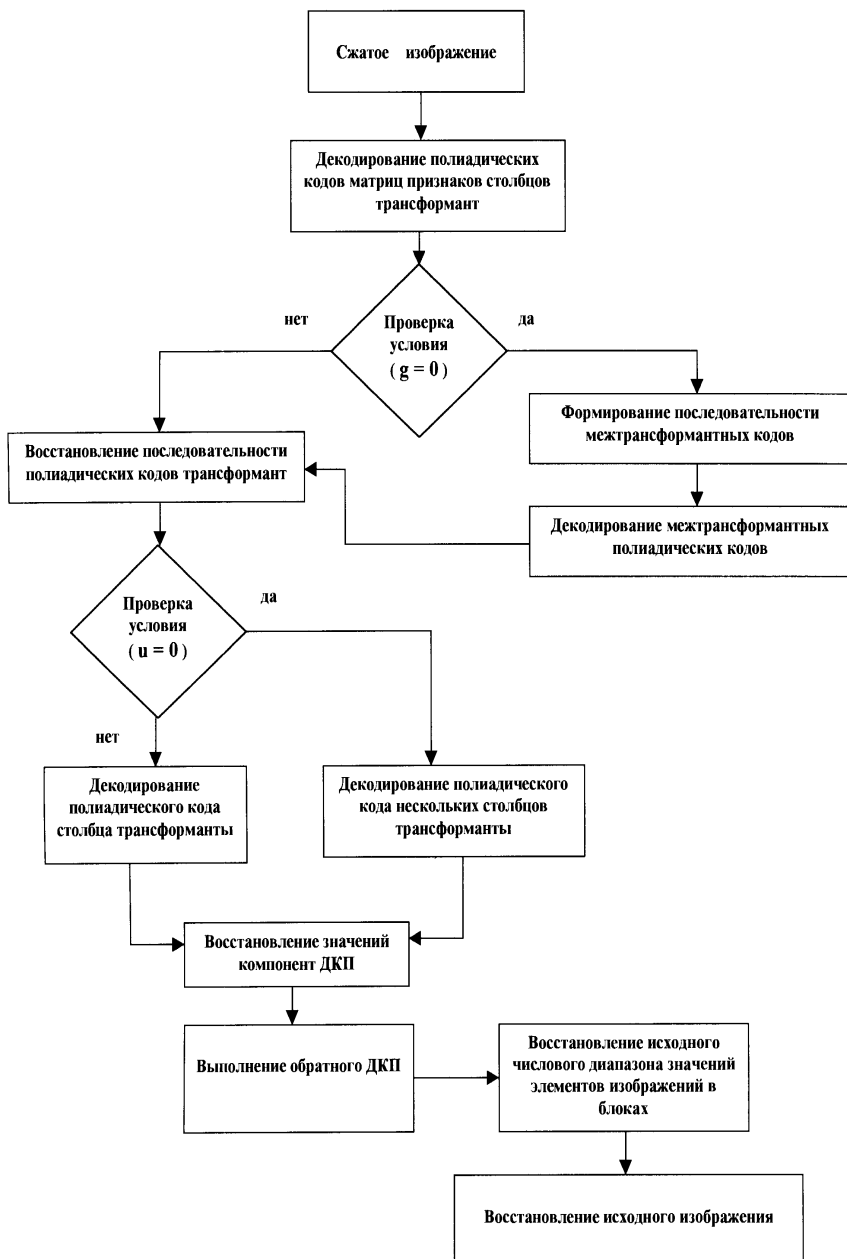 Сжатое изображение
Декодирование полиадических
кодов матриц признаков столбцов
трансформант
нет
да
Проверка
условия
( g = 0 )
Формирование последовательности
межтрансформантных кодов
Восстановление последовательности
полиадических кодов трансформант
Декодирование межтрансформантных
полиадических кодов
да
Проверка
условия
( u = 0 )
нет
Декодирование
полиадического кода
столбца трансформанты
Декодирование полиадического
кода нескольких столбцов
трансформанты
Восстановление значений
компонент ДКП
Выполнение обратного ДКП
Восстановление исходного
числового диапазона значений
элементов изображений в
блоках
Восстановление исходного изображения